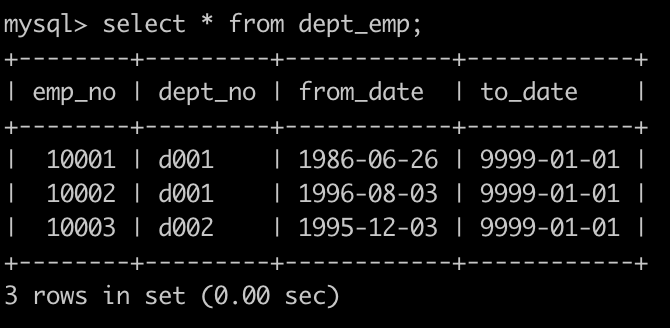 mysql> select * from dept_emp;
+--------+---------+------------+------------+
| emp_no | dept_no | from_date  | to_date    |
+--------+---------+------------+------------+
|  10001 | d001    | 1986-06-26 | 9999-01-01 |
|  10002 | d001    | 1996-08-03 | 9999-01-01 |
|  10003 | d002    | 1995-12-03 | 9999-01-01 |
+--------+---------+------------+------------+
3 rows in set (0.00 sec)